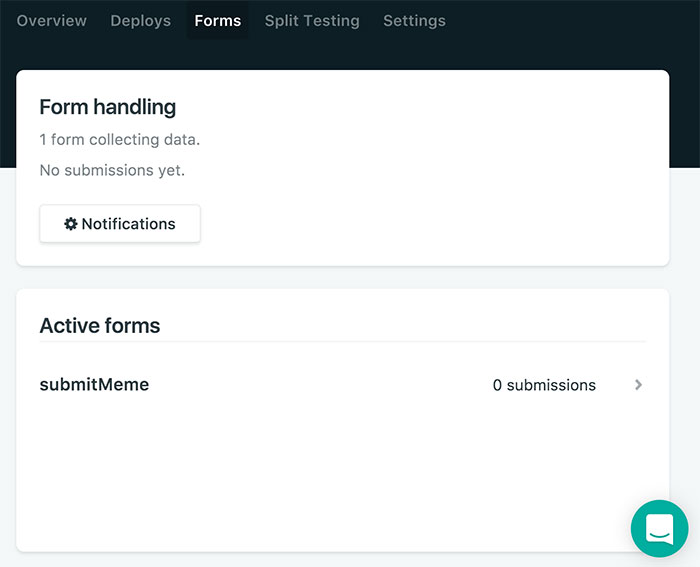 Overview Deploys Forms Split Testing Settings
Form handling
1 form collecting data.
No submissions yet.
Notifications
Active forms
submitMeme 0 submissions